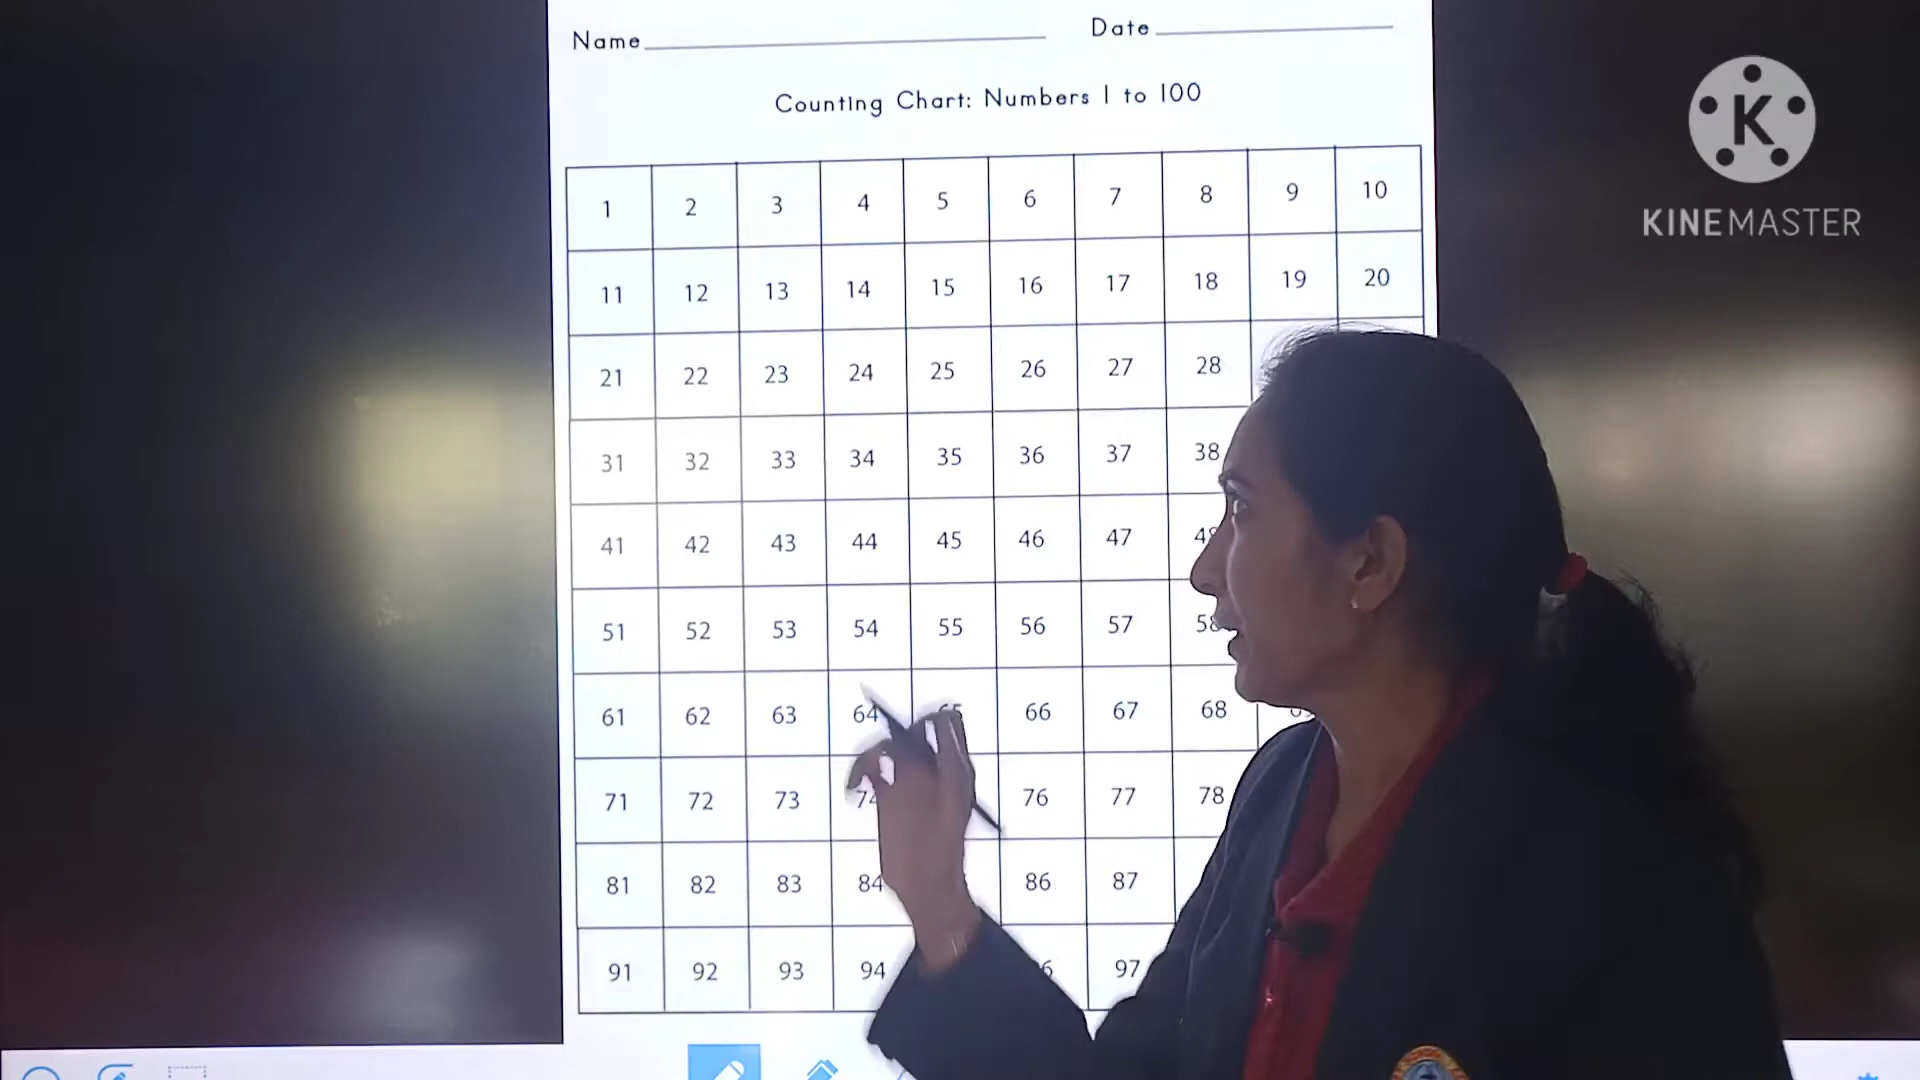 Name
Date
Counting Chart: Numbers 1 to 100
1 2 3 4 5 6 7 8 9 10
11 12 13 14 15 16 17 18 19 20
21 22 23 24 25 26 27 28
31 32 33 34 35 36 37 38
41 42 43 44 45 46 47
51 52 53 54 55 56 57 58
61 62 63 64 65 66 67 68
71 72 73 74 76 77 78
81 82 83 84 86 87
91 92 93 94 97
K
KINEMASTER